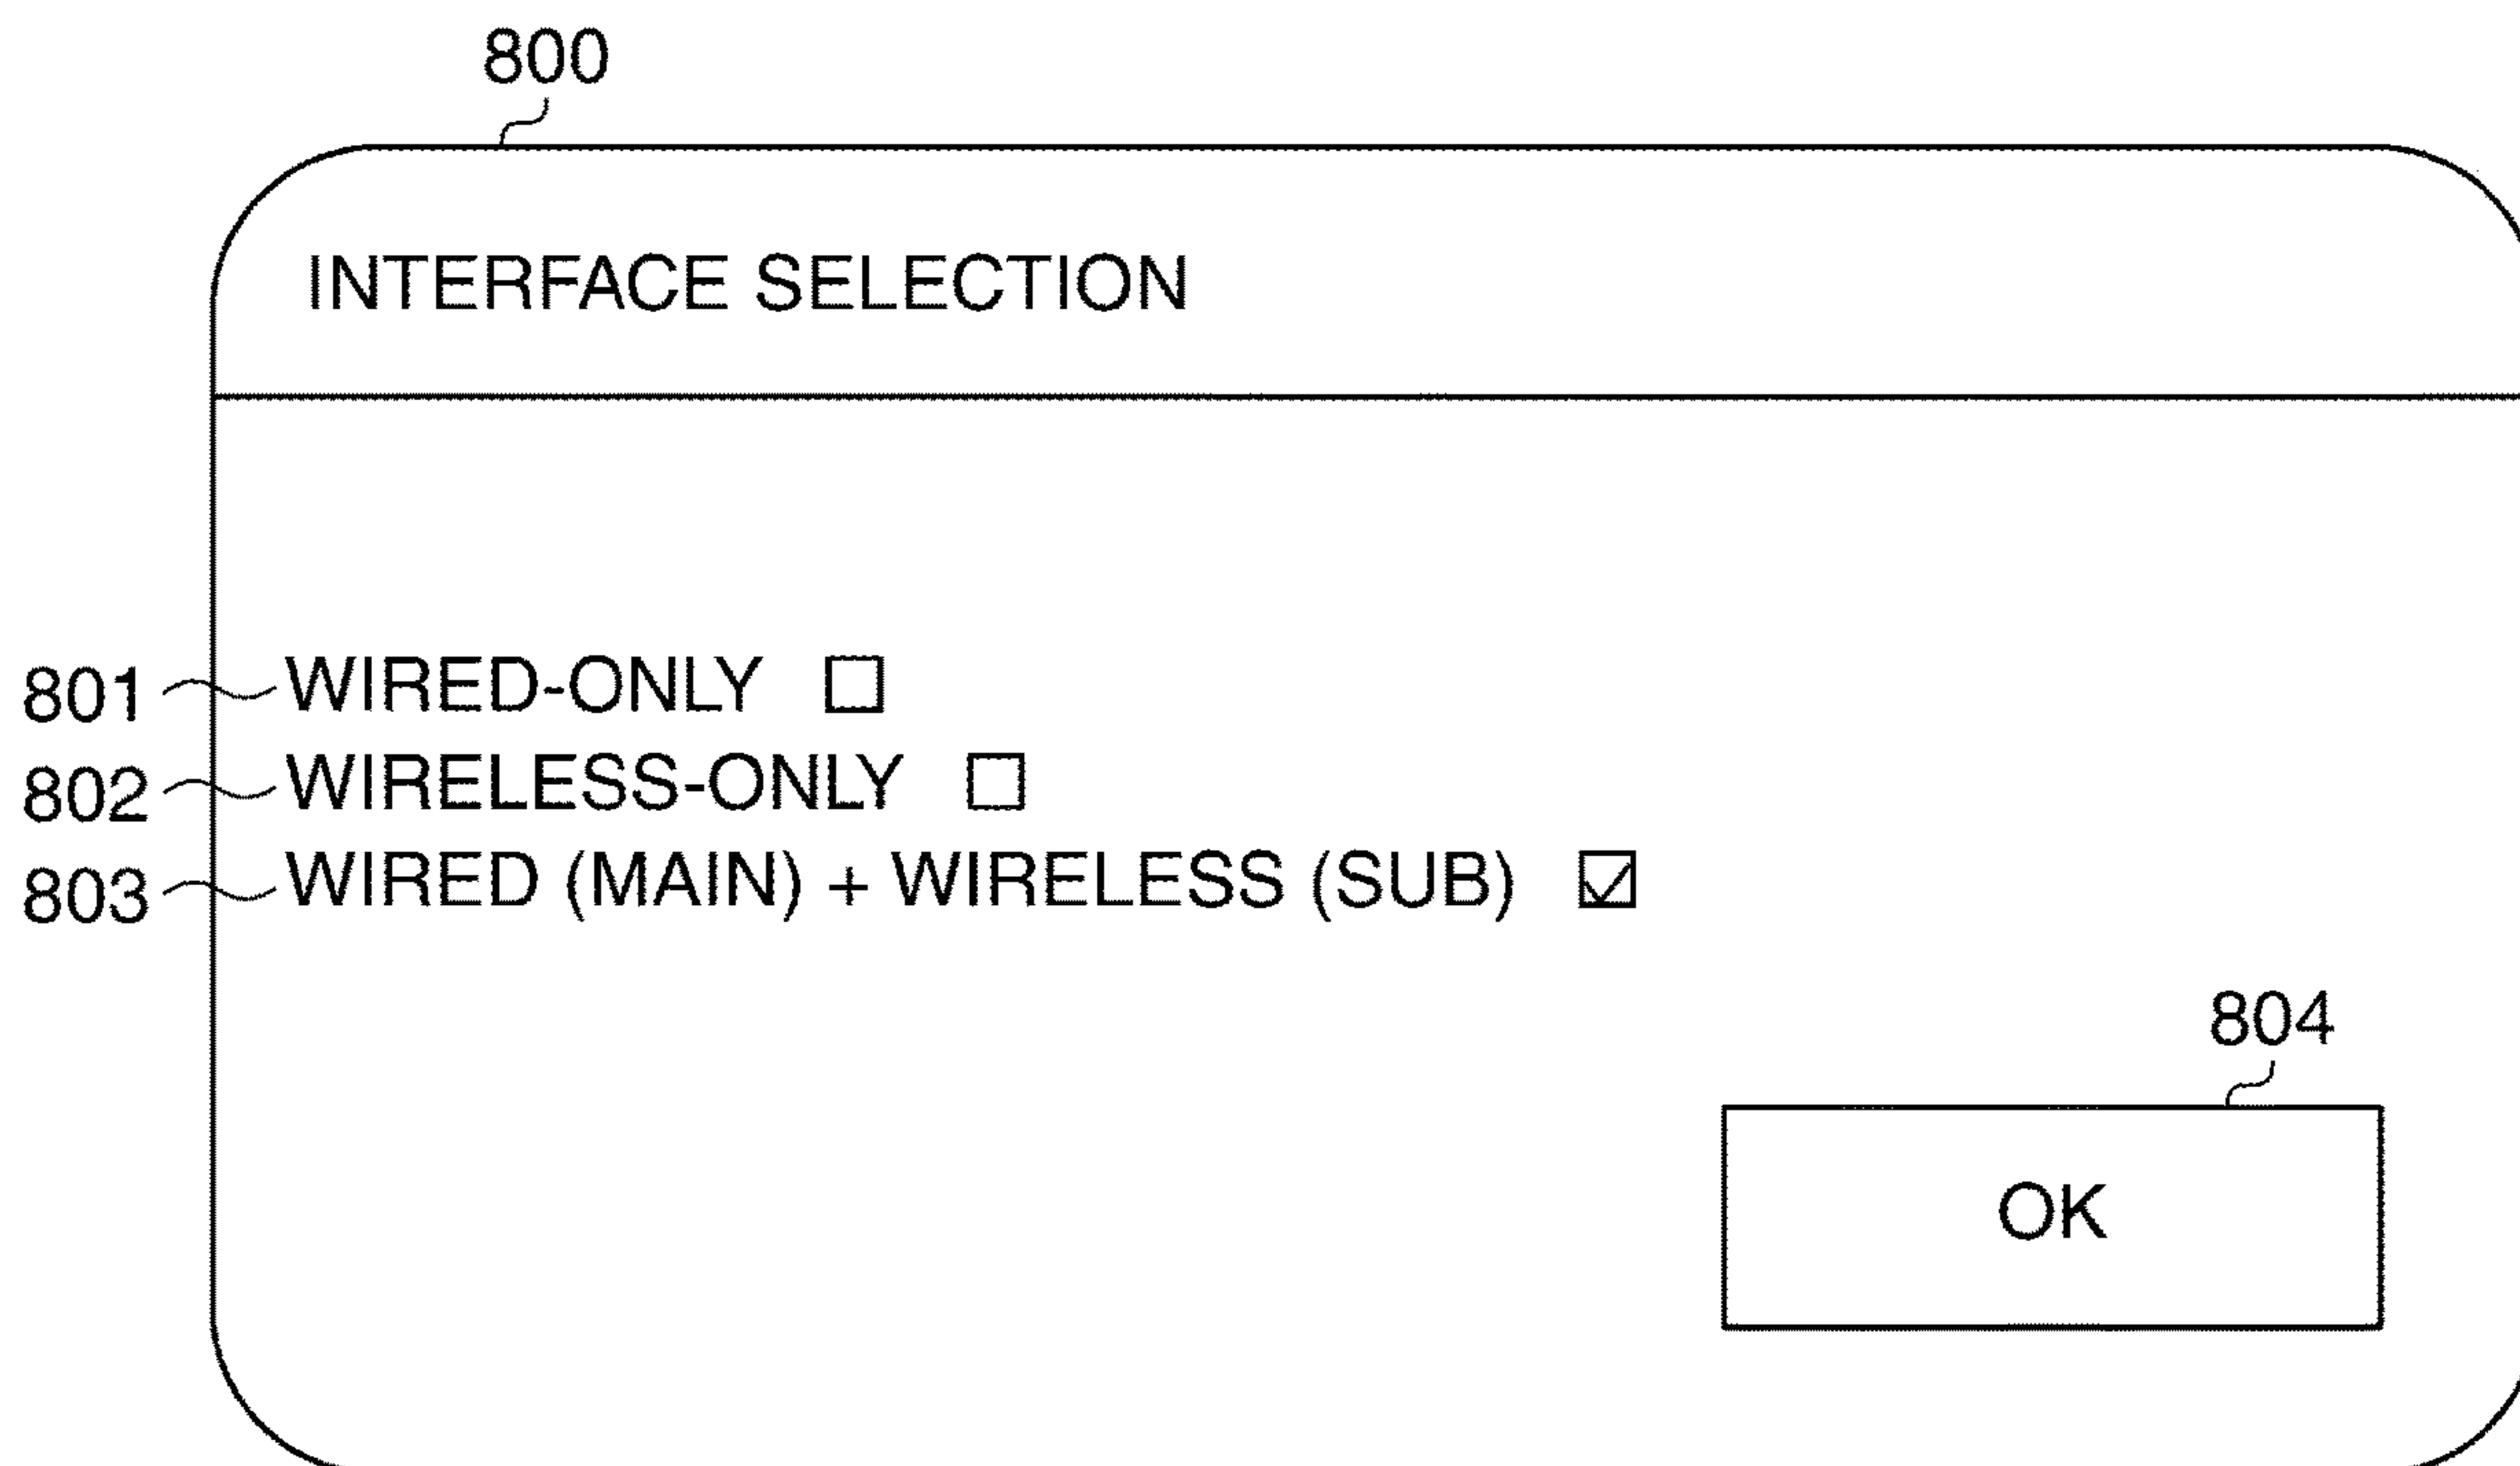 800
INTERFACE SELECTION
801 WIRED-ONLY
802 WIRELESS-ONLY
803 WIRED (MAIN) + WIRELESS (SUB)
804
OK